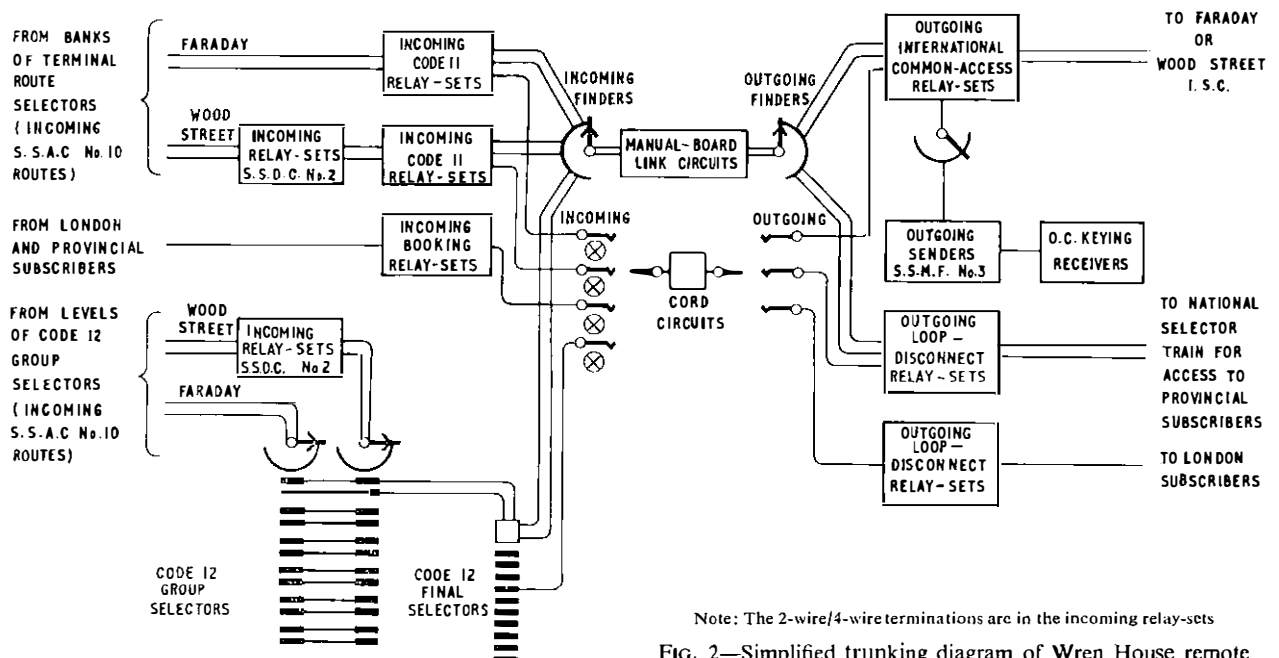 FROM BANKS
OF TERMINAL
ROUTE
SELECTORS
(INCOMING
S.S.A.C No.10
ROUTES)
FARADAY
INCOMING
CODE 11
RELAY-SETS
WOOD
STREET
INCOMING
RELAY-SETS
S.S.D.C. No.2
INCOMING
CODE 11
RELAY-SETS
FROM LONDON
AND PROVINCIAL
SUBSCRIBERS
INCOMING
BOOKING
RELAY-SETS
FROM LEVELS
OF CODE 12
GROUP
SELECTORS
(INCOMING
S.S.A.C No.10
ROUTES)
WOOD
STREET
INCOMING
RELAY-SETS
S.S.D.C. No 2
FARADAY
CODE 12
GROUP
SELECTORS
CODE 12
FINAL
SELECTORS
INCOMING
FINDERS
MANUAL-BOARD
LINK CIRCUITS
OUTGOING
FINDERS
INCOMING
OUTGOING
CORD
CIRCUITS
OUTGOING
INTERNATIONAL
COMMON-ACCESS
RELAY-SETS
TO FARADAY
OR
WOOD STREET
I.S.C.
OUTGOING
SENDERS
S.S.M.F. No.3
O.C. KEYING
RECEIVERS
OUTGOING
LOOP-
DISCONNECT
RELAY-SETS
TO NATIONAL
SELECTOR
TRAIN FOR
ACCESS TO
PROVINCIAL
SUBSCRIBERS
OUTGOING
LOOP-
DISCONNECT
RELAY-SETS
TO LONDON
SUBSCRIBERS
Note: The 2-wire/4-wire terminations are in the incoming relay-sets
FIG. 2—Simplified trunking diagram of Wren House remote